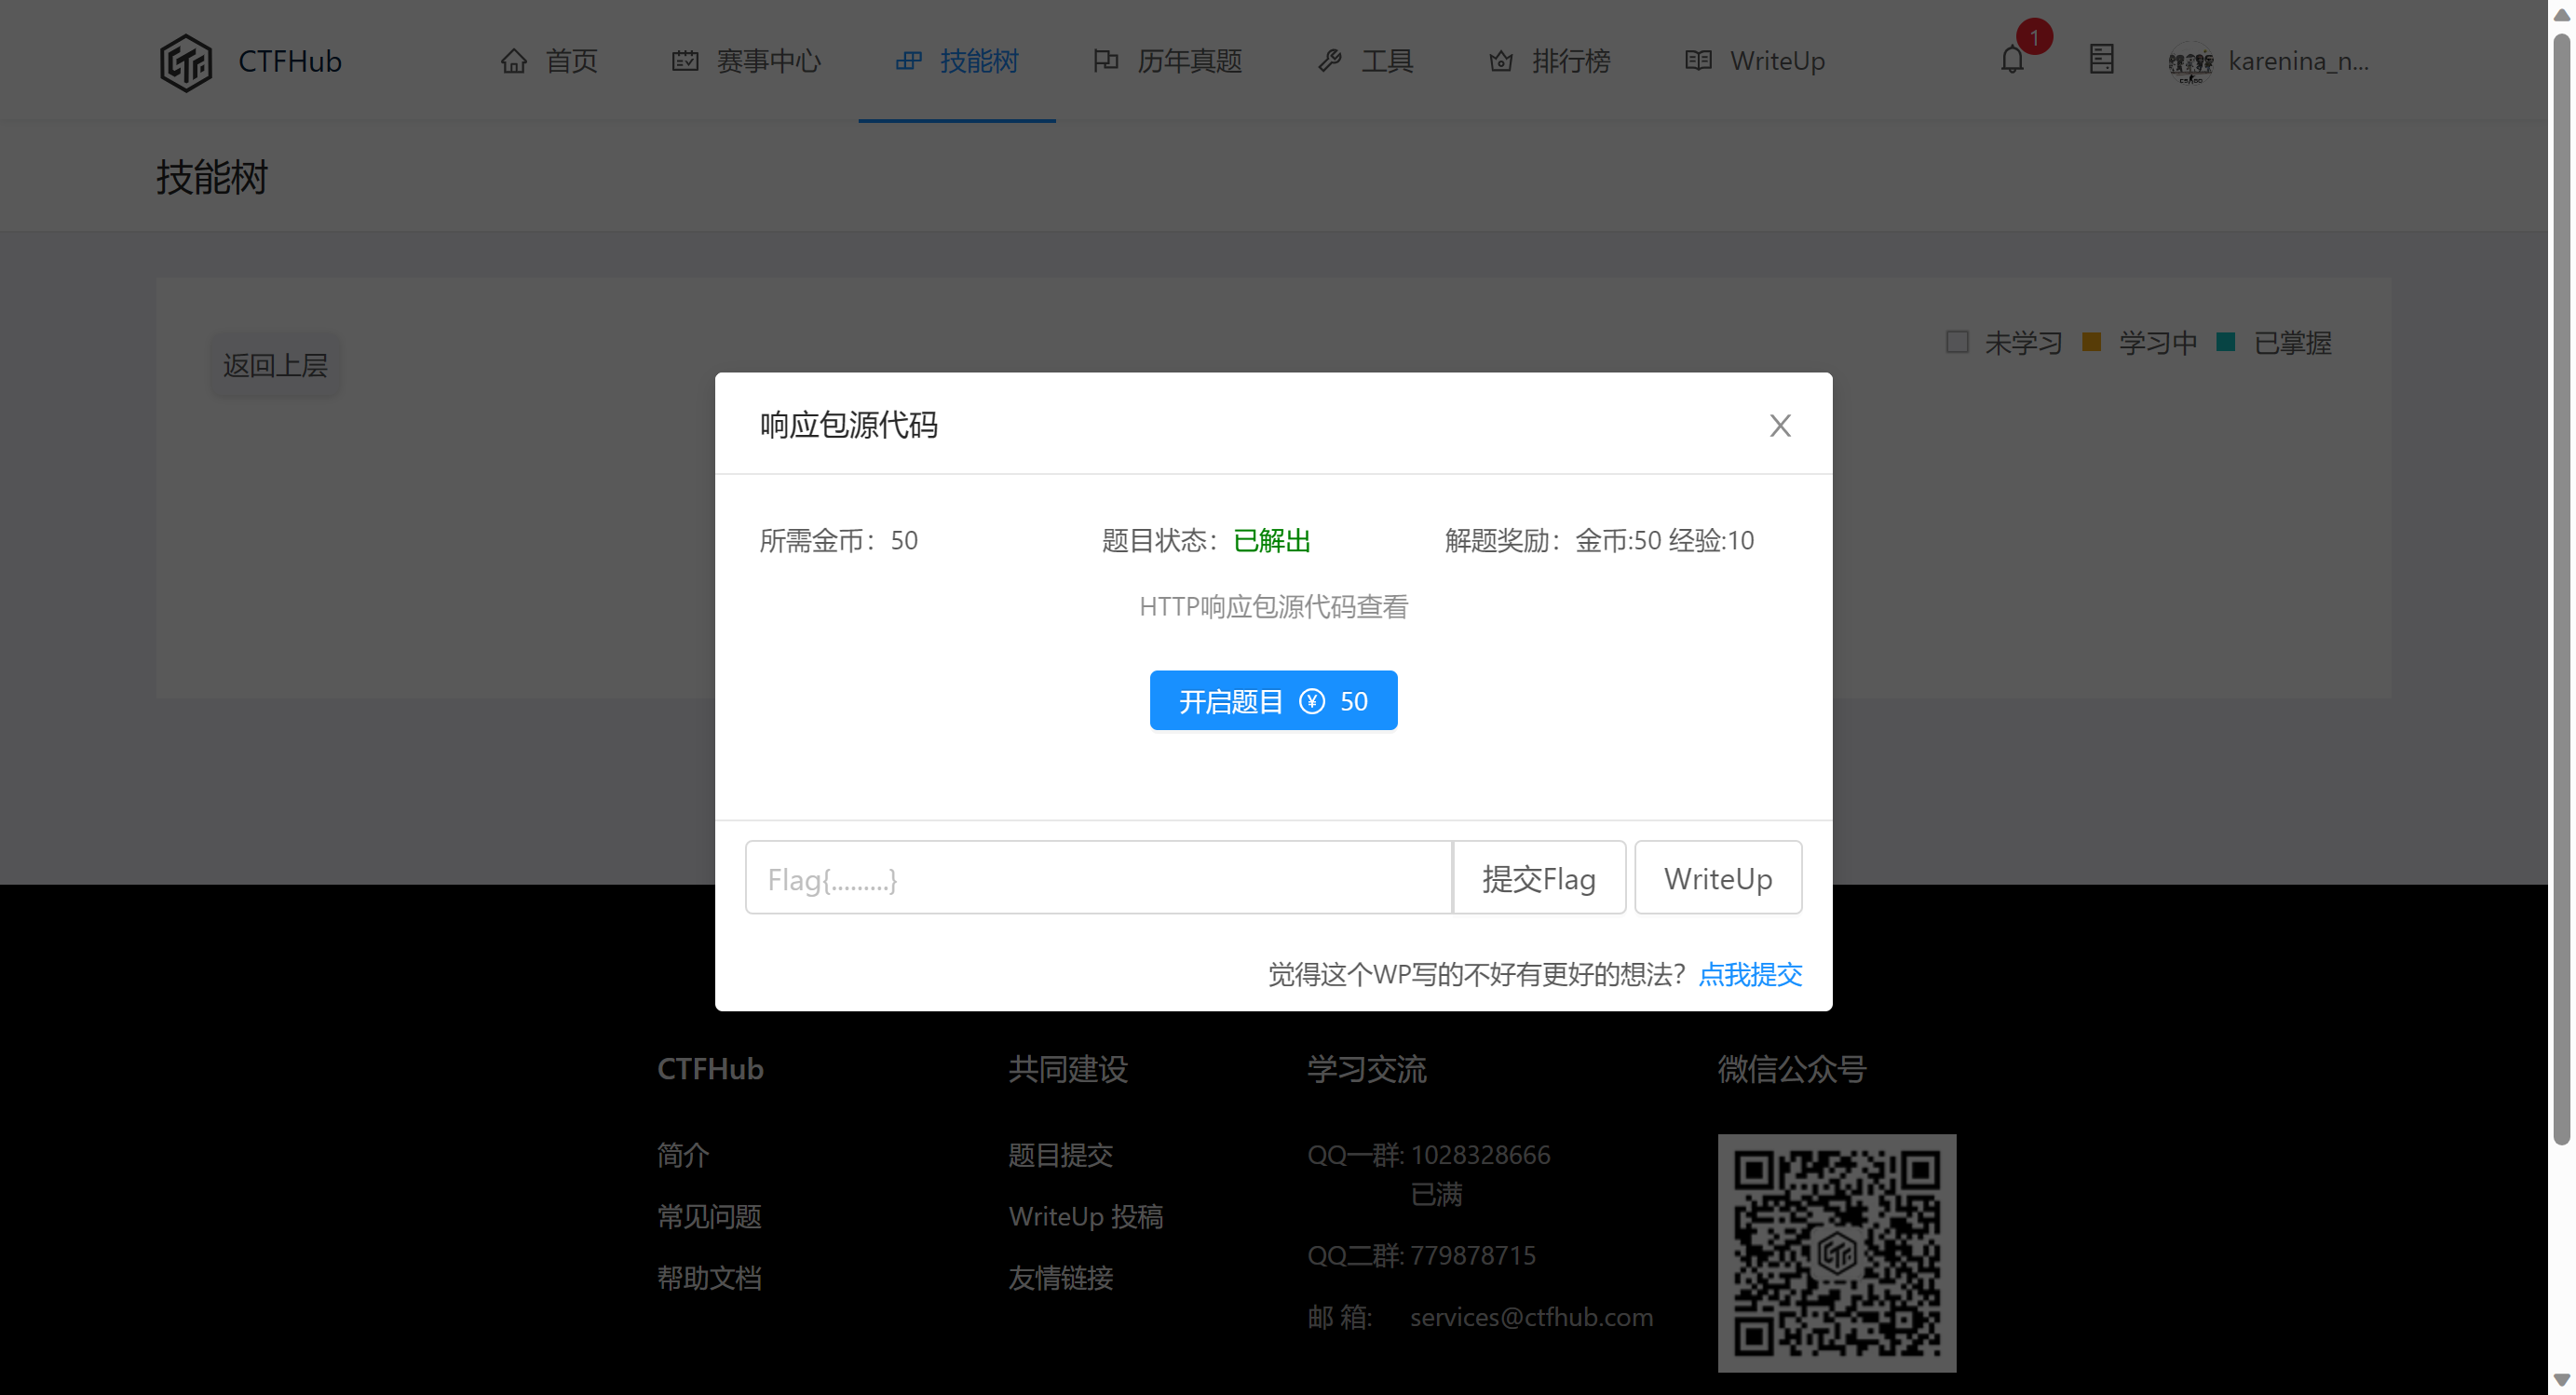 CTFHub
首页
赛事中心
技能树
历年真题
工具
排行榜
WriteUp
1
karenina_n...
技能树
返回上层
未学习
学习中
已掌握
响应包源代码
所需金币：50
题目状态：已解出
解题奖励：金币:50 经验:10
HTTP响应包源代码查看
开启题目 50
Flag{.........}
提交Flag
WriteUp
觉得这个WP写的不好有更好的想法？点我提交
CTFHub
简介
常见问题
帮助文档
共同建设
题目提交
WriteUp 投稿
友情链接
学习交流
QQ一群: 1028328666
已满
QQ二群: 779878715
邮 箱: services@ctfhub.com
微信公众号